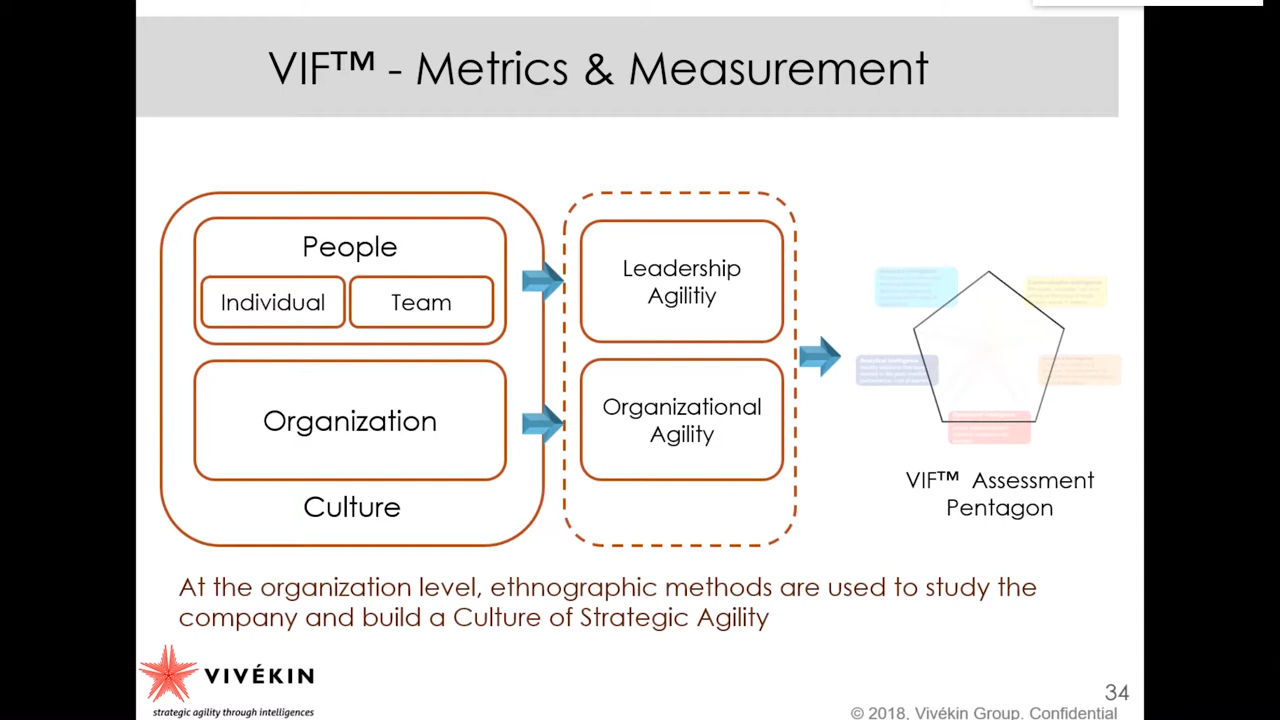 VIF™ - Metrics & Measurement
People
Individual
Team
Organization
Culture
Leadership
Agilitiy
Organizational
Agility
VIF™ Assessment
Pentagon
At the organization level, ethnographic methods are used to study the
company and build a Culture of Strategic Agility
VIVÉKIN
strategic agility through intelligences
34
© 2018, Vivékin Group, Confidential